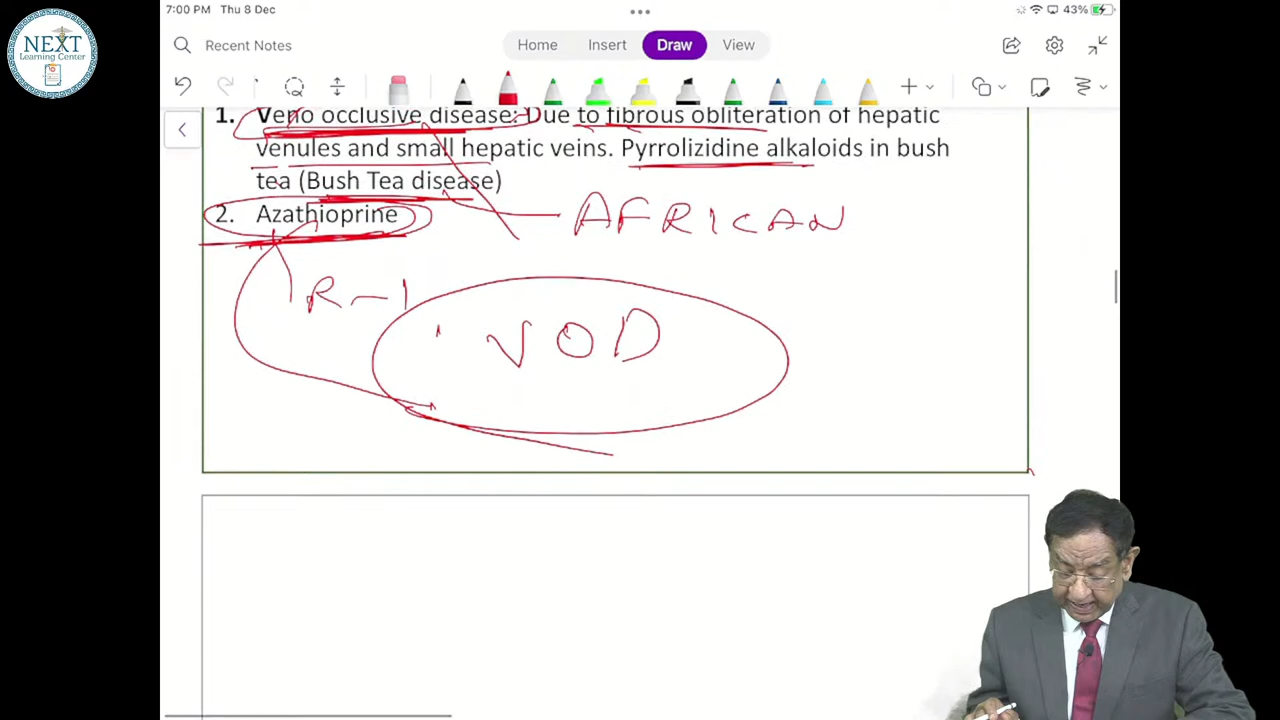 7:00 PM Thu 8 Dec
43%
NEXT
Learning Center
Recent Notes
Home
Insert
Draw
View
1. Veno occlusive disease: Due to fibrous obliteration of hepatic
venules and small hepatic veins. Pyrrolizidine alkaloids in bush
tea (Bush Tea disease)
2. Azathioprine
AFRICAN
R-1
VOD